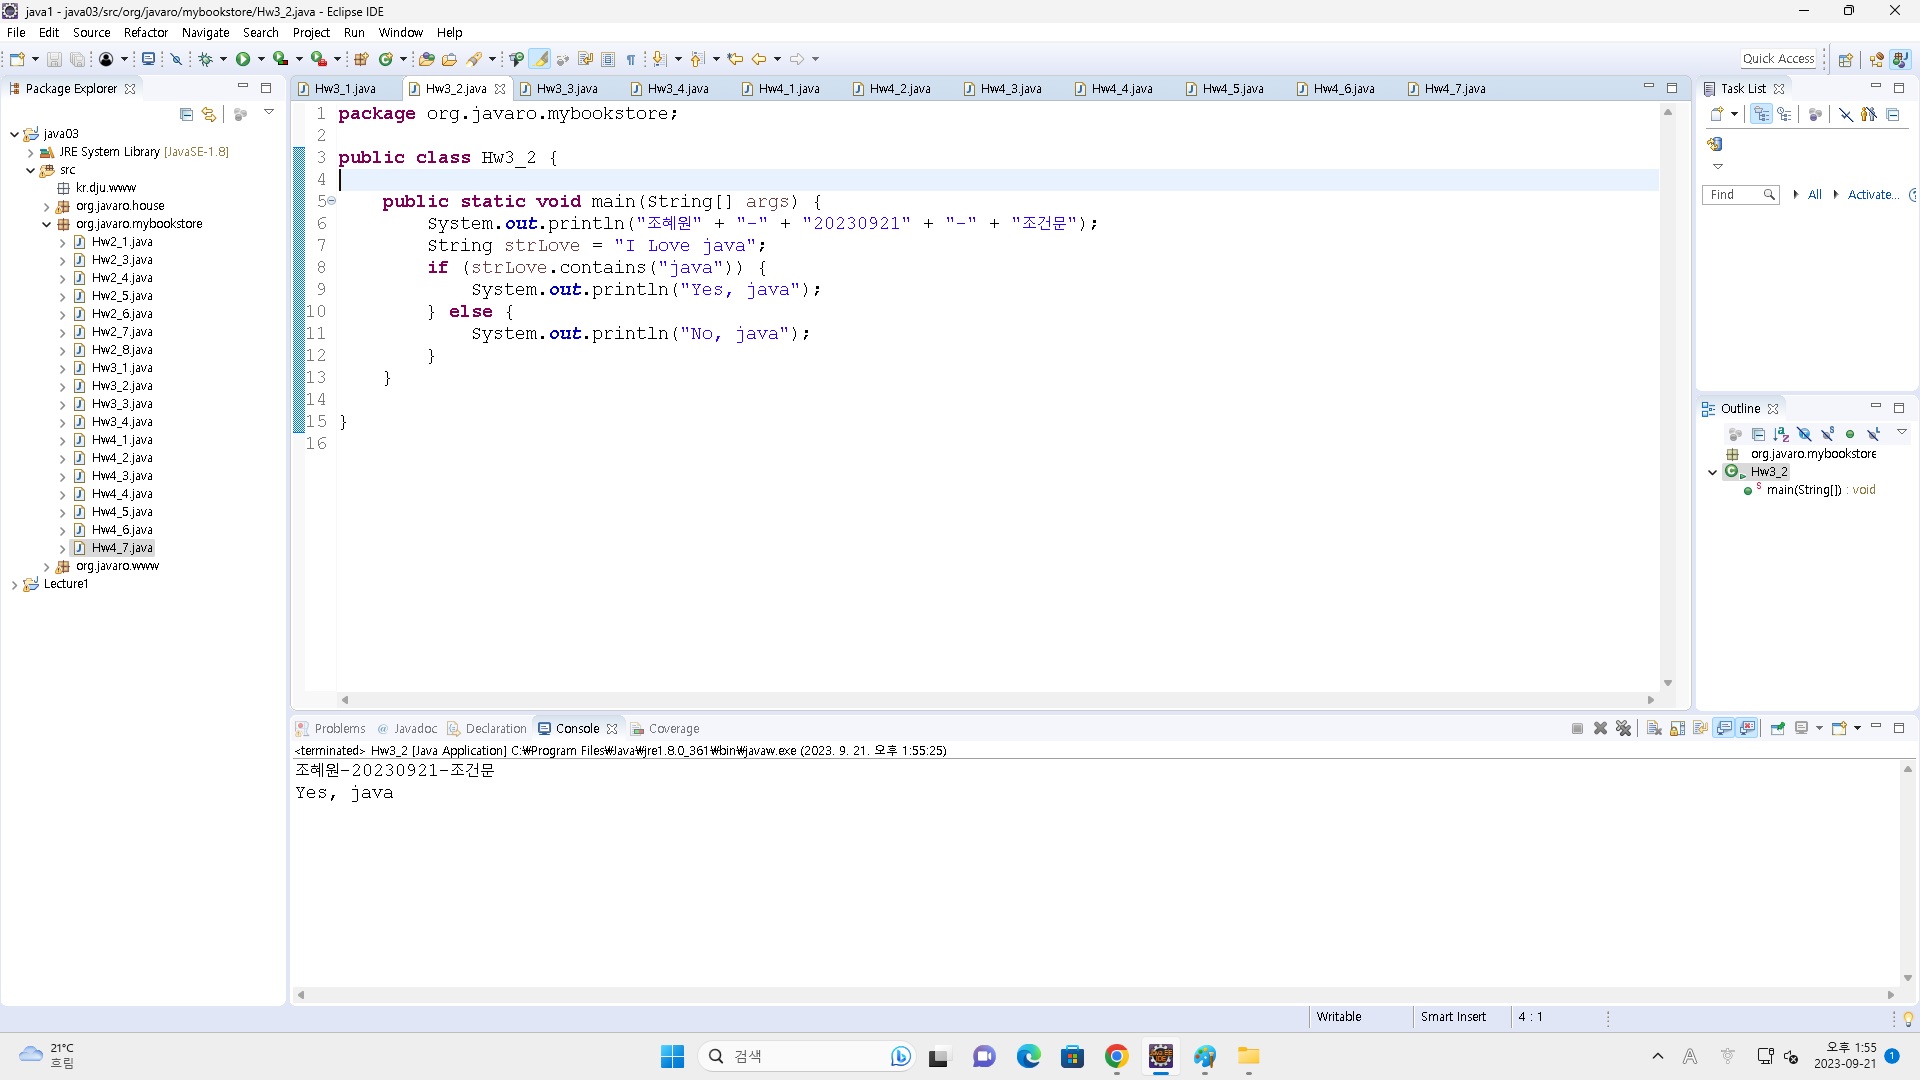 java1 - java03/src/org/javaro/mybookstore/Hw3_2.java - Eclipse IDE
File Edit Source Refactor Navigate Search Project Run Window Help
Quick Access
Package Explorer
java03
JRE System Library [JavaSE-1.8]
src
kr.dju.www
org.javaro.house
org.javaro.mybookstore
Hw2_1.java
Hw2_3.java
Hw2_4.java
Hw2_5.java
Hw2_6.java
Hw2_7.java
Hw2_8.java
Hw3_1.java
Hw3_2.java
Hw3_3.java
Hw3_4.java
Hw4_1.java
Hw4_2.java
Hw4_3.java
Hw4_4.java
Hw4_5.java
Hw4_6.java
Hw4_7.java
org.javaro.www
Lecture1
Hw3_1.java Hw3_2.java Hw3_3.java Hw3_4.java Hw4_1.java Hw4_2.java Hw4_3.java Hw4_4.java Hw4_5.java Hw4_6.java Hw4_7.java
1 package org.javaro.mybookstore;
2
3 public class Hw3_2 {
4
5 public static void main(String[] args) {
6 System.out.println("조혜원" + "-" + "20230921" + "-" + "조건문");
7 String strLove = "I Love java";
8 if (strLove.contains("java")) {
9 System.out.println("Yes, java");
10 } else {
11 System.out.println("No, java");
12 }
13 }
14
15 }
16
Task List
Find All Activate...
Outline
org.javaro.mybookstore
Hw3_2
main(String[]) : void
Problems Javadoc Declaration Console Coverage
<terminated> Hw3_2 [Java Application] C:₩Program Files₩Java₩jre1.8.0_361₩bin₩javaw.exe (2023. 9. 21. 오후 1:55:25)
조혜원-20230921-조건문
Yes, java
Writable Smart Insert 4 : 1
21°C
흐림
검색
오후 1:55
2023-09-21
1